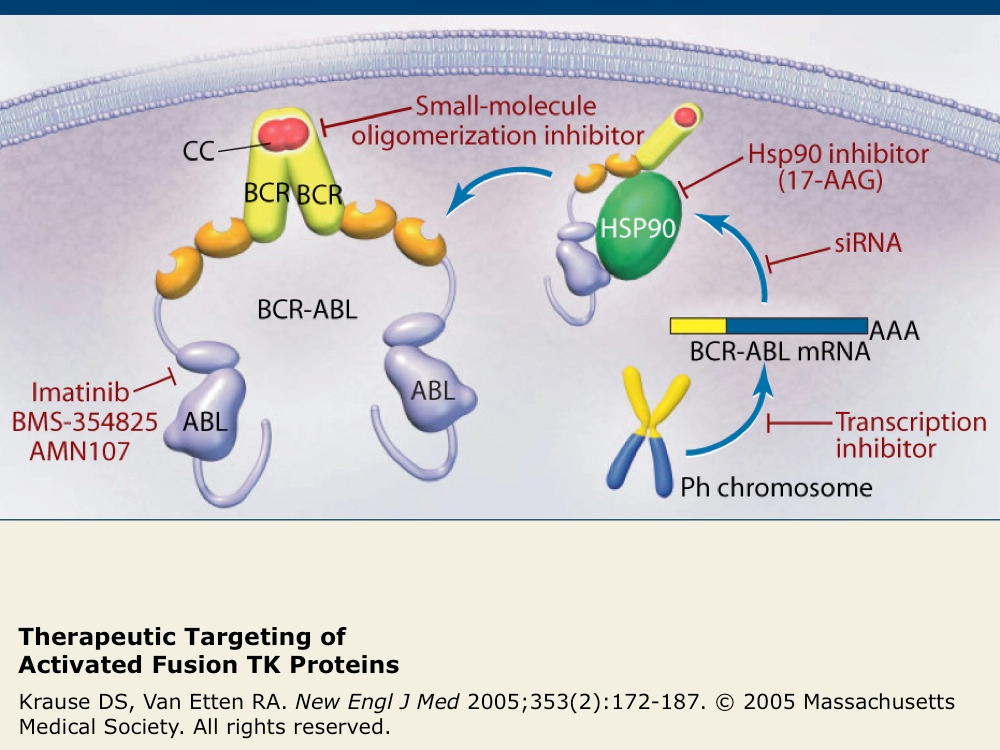 Small-molecule
oligomerization inhibitor
CC
BCR BCR
Hsp90 inhibitor
(17-AAG)
HSP90
siRNA
BCR-ABL
AAA
BCR-ABL mRNA
Imatinib
BMS-354825
AMN107
ABL
ABL
Transcription
inhibitor
Ph chromosome
Therapeutic Targeting of
Activated Fusion TK Proteins
Krause DS, Van Etten RA. New Engl J Med 2005;353(2):172-187. © 2005 Massachusetts
Medical Society. All rights reserved.